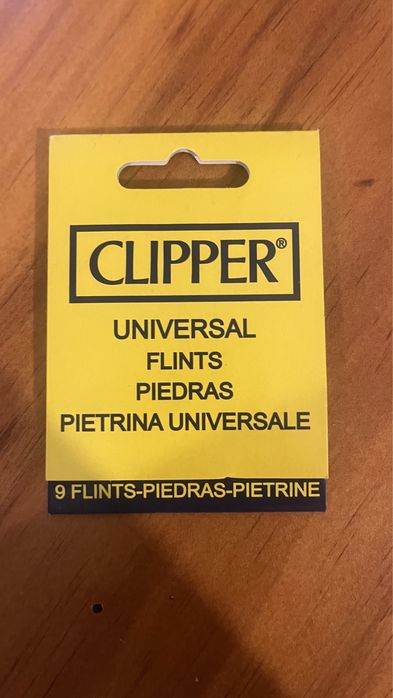 CLIPPER®
UNIVERSAL
FLINTS
PIEDRAS
PIETRINA UNIVERSALE
9 FLINTS-PIEDRAS-PIETRINE